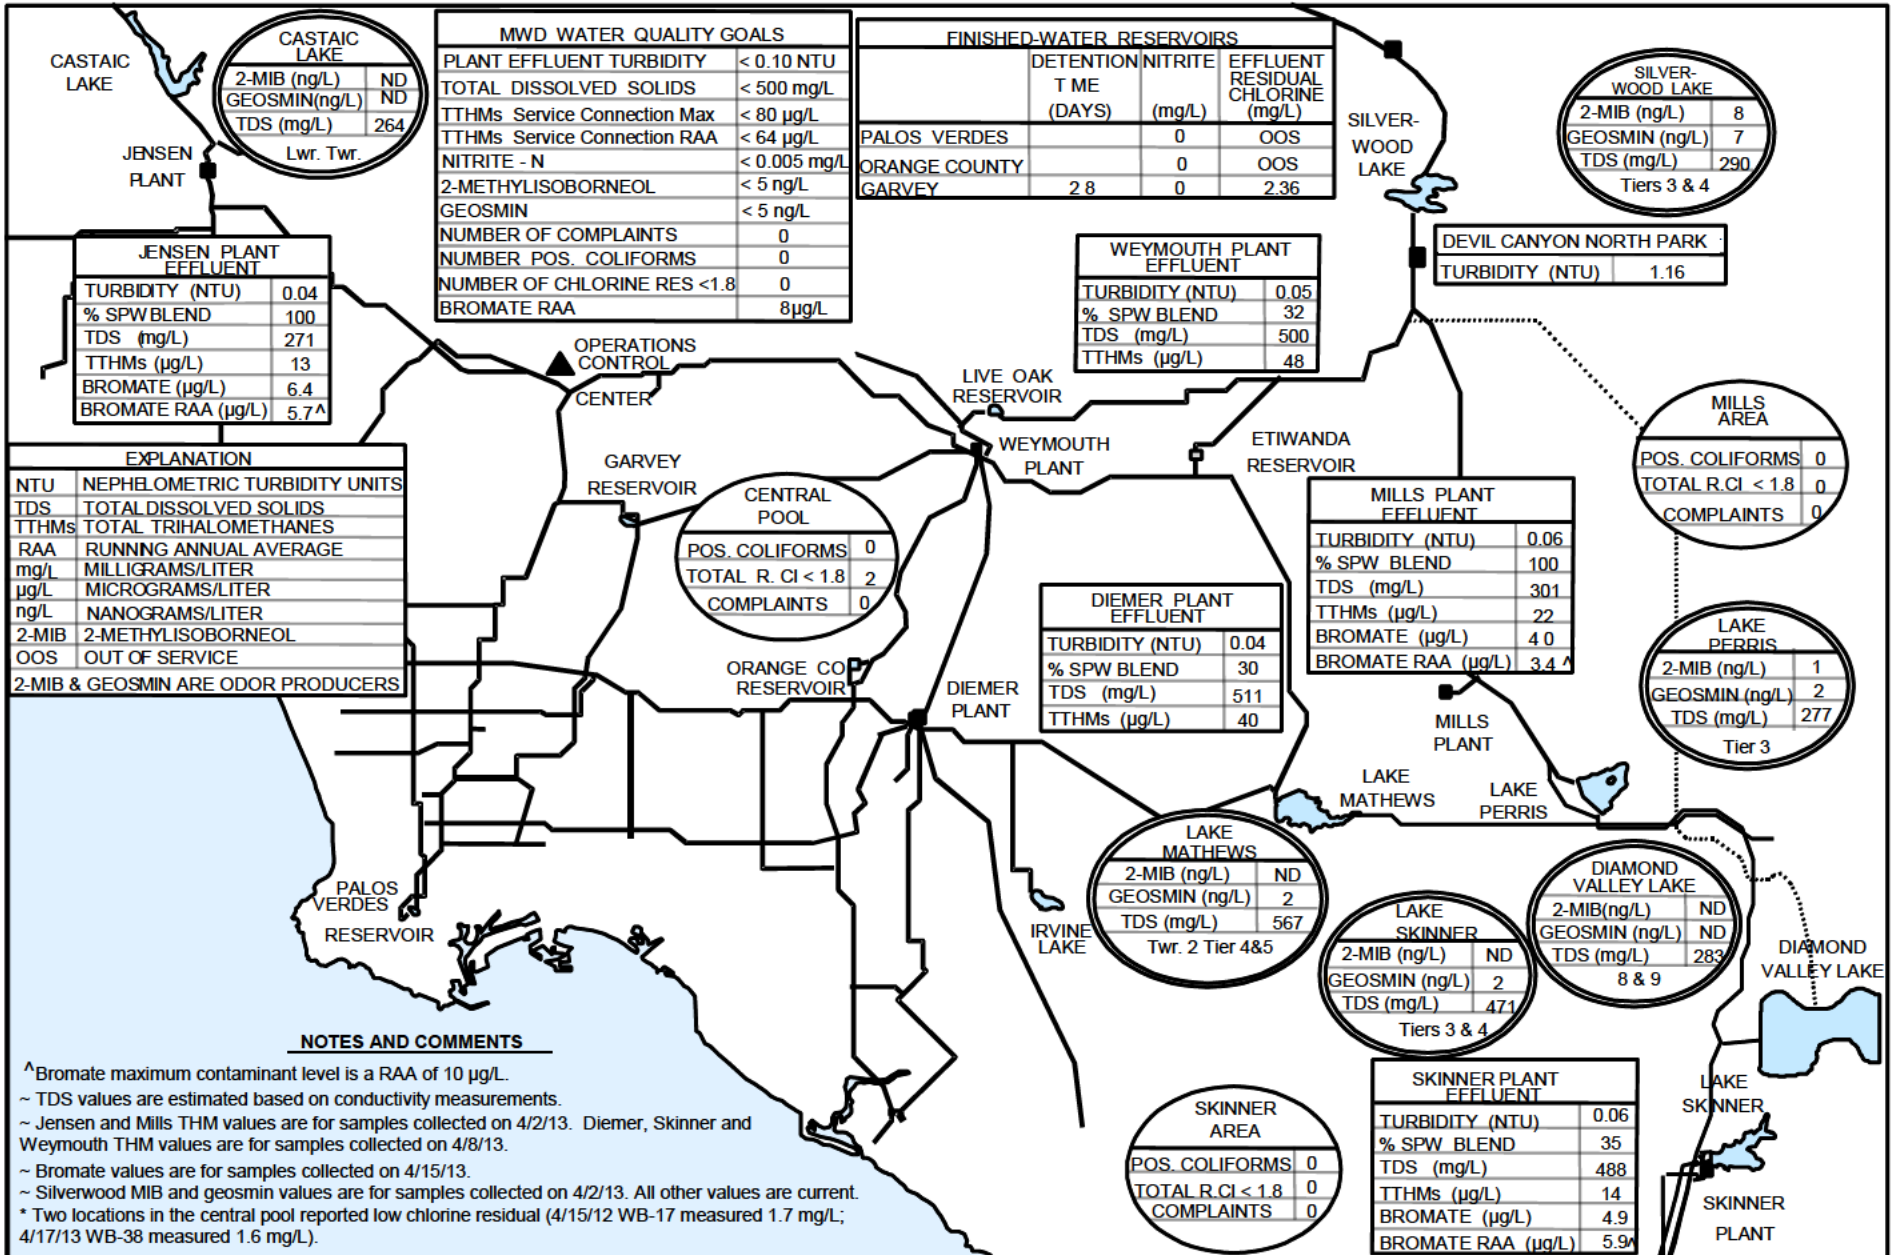 CASTAIC
LAKE
CASTAIC
LAKE
2-MIB (ng/L) ND
GEOSMIN(ng/L) ND
TDS (mg/L) 264
Lwr. Twr.
JENSEN
PLANT
MWD WATER QUALITY GOALS
PLANT EFFLUENT TURBIDITY < 0.10 NTU
TOTAL DISSOLVED SOLIDS < 500 mg/L
TTHMs Service Connection Max < 80 µg/L
TTHMs Service Connection RAA < 64 µg/L
NITRITE - N < 0.005 mg/L
2-METHYLISOBORNEOL < 5 ng/L
GEOSMIN < 5 ng/L
NUMBER OF COMPLAINTS 0
NUMBER POS. COLIFORMS 0
NUMBER OF CHLORINE RES <1.8 0
BROMATE RAA 8µg/L
FINISHED-WATER RESERVOIRS
DETENTION NITRITE EFFLUENT
RESIDUAL
T ME CHLORINE
(DAYS) (mg/L) (mg/L)
PALOS VERDES 0 OOS
ORANGE COUNTY 0 OOS
GARVEY 2 8 0 2.36
SILVER-
WOOD
LAKE
SILVER-
WOOD LAKE
2-MIB (ng/L) 8
GEOSMIN (ng/L) 7
TDS (mg/L) 290
Tiers 3 & 4
DEVIL CANYON NORTH PARK
TURBIDITY (NTU) 1.16
JENSEN PLANT
EFFLUENT
TURBIDITY (NTU) 0.04
% SPW BLEND 100
TDS (mg/L) 271
TTHMs (µg/L) 13
BROMATE (µg/L) 6.4
BROMATE RAA (µg/L) 5.7^
WEYMOUTH PLANT
EFFLUENT
TURBIDITY (NTU) 0.05
% SPW BLEND 32
TDS (mg/L) 500
TTHMs (µg/L) 48
OPERATIONS
CONTROL
CENTER
LIVE OAK
RESERVOIR
WEYMOUTH
PLANT
ETIWANDA
RESERVOIR
MILLS
AREA
POS. COLIFORMS 0
TOTAL R.Cl < 1.8 0
COMPLAINTS 0
EXPLANATION
NTU NEPHELOMETRIC TURBIDITY UNITS
TDS TOTAL DISSOLVED SOLIDS
TTHMs TOTAL TRIHALOMETHANES
RAA RUNNING ANNUAL AVERAGE
mg/L MILLIGRAMS/LITER
µg/L MICROGRAMS/LITER
ng/L NANOGRAMS/LITER
2-MIB 2-METHYLISOBORNEOL
OOS OUT OF SERVICE
2-MIB & GEOSMIN ARE ODOR PRODUCERS
GARVEY
RESERVOIR
CENTRAL
POOL
POS. COLIFORMS 0
TOTAL R. Cl < 1.8 2
COMPLAINTS 0
MILLS PLANT
EFFLUENT
TURBIDITY (NTU) 0.06
% SPW BLEND 100
TDS (mg/L) 301
TTHMs (µg/L) 22
BROMATE (µg/L) 4 0
BROMATE RAA (µg/L) 3.4 ^
DIEMER PLANT
EFFLUENT
TURBIDITY (NTU) 0.04
% SPW BLEND 30
TDS (mg/L) 511
TTHMs (µg/L) 40
ORANGE CO
RESERVOIR
DIEMER
PLANT
LAKE
PERRIS
2-MIB (ng/L) 1
GEOSMIN (ng/L) 2
TDS (mg/L) 277
Tier 3
MILLS
PLANT
LAKE
MATHEWS
LAKE
PERRIS
LAKE
MATHEWS
2-MIB (ng/L) ND
GEOSMIN (ng/L) 2
TDS (mg/L) 567
Twr. 2 Tier 4&5
PALOS
VERDES
RESERVOIR
IRVINE
LAKE
LAKE
SKINNER
2-MIB (ng/L) ND
GEOSMIN (ng/L) 2
TDS (mg/L) 471
Tiers 3 & 4
DIAMOND
VALLEY LAKE
2-MIB(ng/L) ND
GEOSMIN (ng/L) ND
TDS (mg/L) 283
8 & 9
DIAMOND
VALLEY LAKE
NOTES AND COMMENTS
^Bromate maximum contaminant level is a RAA of 10 µg/L.
~ TDS values are estimated based on conductivity measurements.
~ Jensen and Mills THM values are for samples collected on 4/2/13. Diemer, Skinner and
Weymouth THM values are for samples collected on 4/8/13.
~ Bromate values are for samples collected on 4/15/13.
~ Silverwood MIB and geosmin values are for samples collected on 4/2/13. All other values are current.
* Two locations in the central pool reported low chlorine residual (4/15/12 WB-17 measured 1.7 mg/L;
4/17/13 WB-38 measured 1.6 mg/L).
SKINNER
AREA
POS. COLIFORMS 0
TOTAL R.Cl < 1.8 0
COMPLAINTS 0
SKINNER PLANT
EFFLUENT
TURBIDITY (NTU) 0.06
% SPW BLEND 35
TDS (mg/L) 488
TTHMs (µg/L) 14
BROMATE (µg/L) 4.9
BROMATE RAA (µg/L) 5.9^
LAKE
SKINNER
SKINNER
PLANT